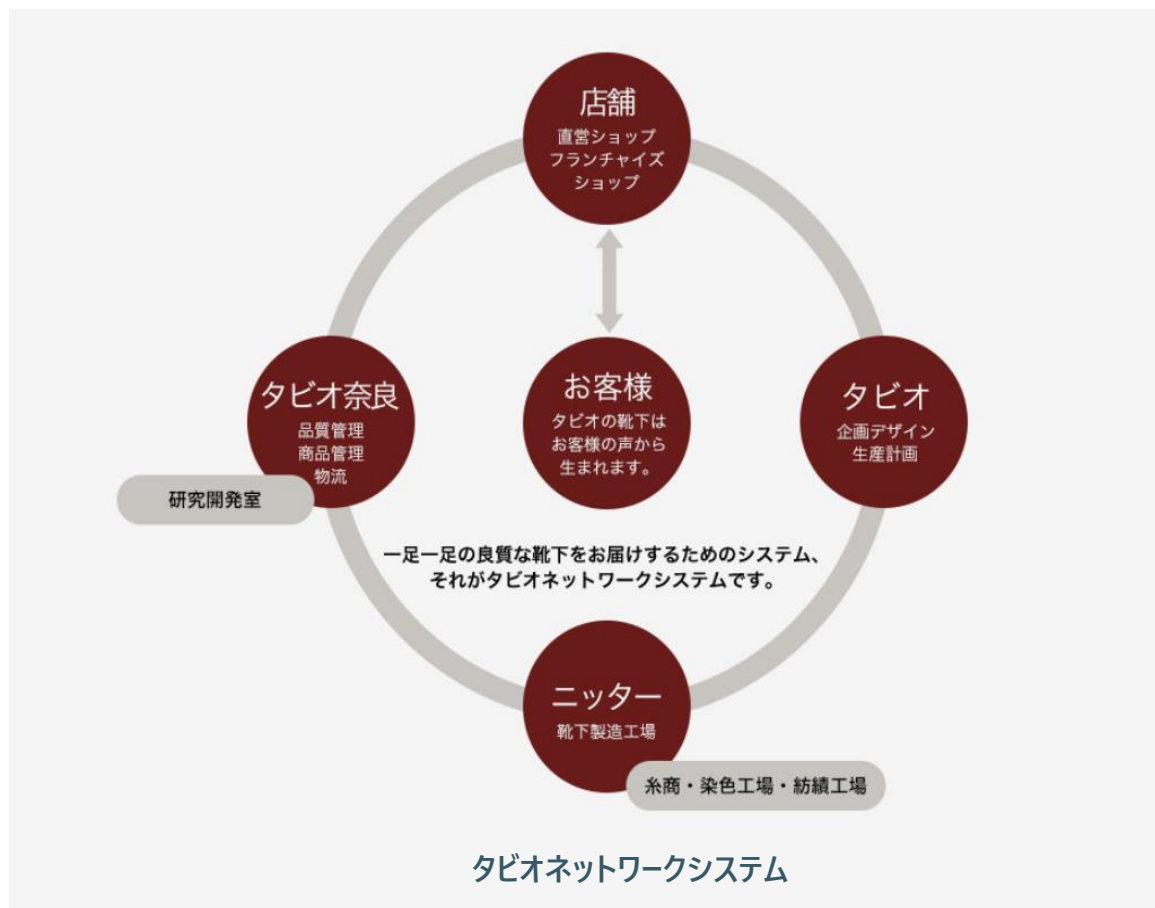 店舗
直営ショップ
フランチャイズ
ショップ
タビオ奈良
品質管理
商品管理
物流
研究開発室
お客様
タビオの靴下は
お客様の声から
生まれます。
タビオ
企画デザイン
生産計画
一足一足の良質な靴下をお届けするためのシステム、
それがタビオネットワークシステムです。
ニッター
靴下製造工場
糸商・染色工場・紡績工場
タビオネットワークシステム